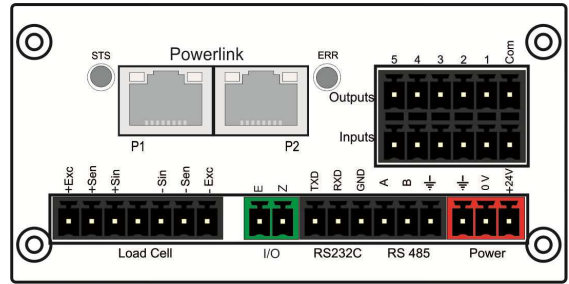 STS Powerlink ERR
5 4 3 2 1 Com
Outputs
Inputs
P1 P2
+Exc +Sen +Sin - Sin - Sen - Exc E Z TXD RXD GND A B 0 V +24V
Load Cell I/O RS232C RS 485 Power